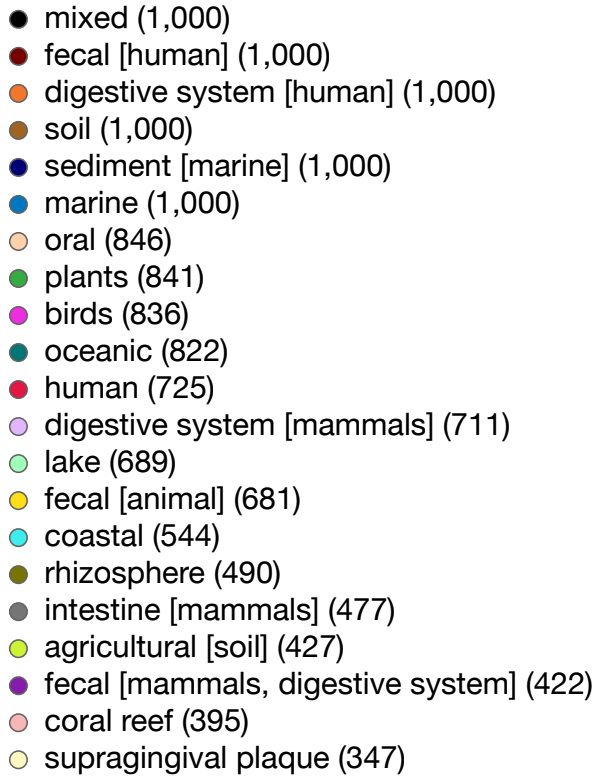 mixed (1,000)
fecal [human] (1,000)
digestive system [human] (1,000)
soil (1,000)
sediment [marine] (1,000)
marine (1,000)
oral (846)
plants (841)
birds (836)
oceanic (822)
human (725)
digestive system [mammals] (711)
lake (689)
fecal [animal] (681)
coastal (544)
rhizosphere (490)
intestine [mammals] (477)
agricultural [soil] (427)
fecal [mammals, digestive system] (422)
coral reef (395)
supragingival plaque (347)